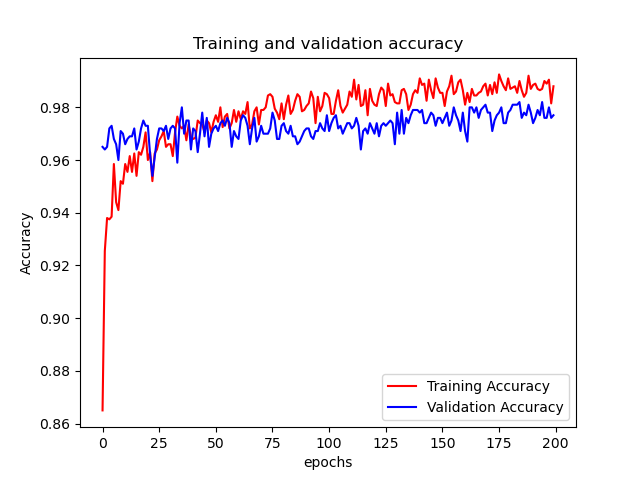 Training and validation accuracy
Accuracy
0.98
0.96
0.94
0.92
0.90
0.88
0.86
Training Accuracy
Validation Accuracy
0 25 50 75 100 125 150 175 200
epochs